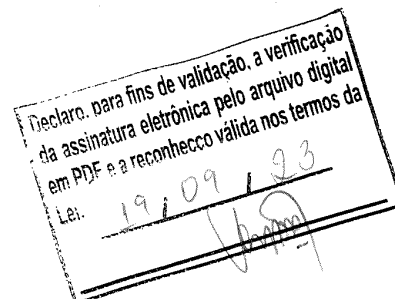 Declaro, para fins de validação, a verificação
da assinatura eletrônica pelo arquivo digital
em PDF e a reconhecco válida nos termos da
Lei. 19 / 09 / 23